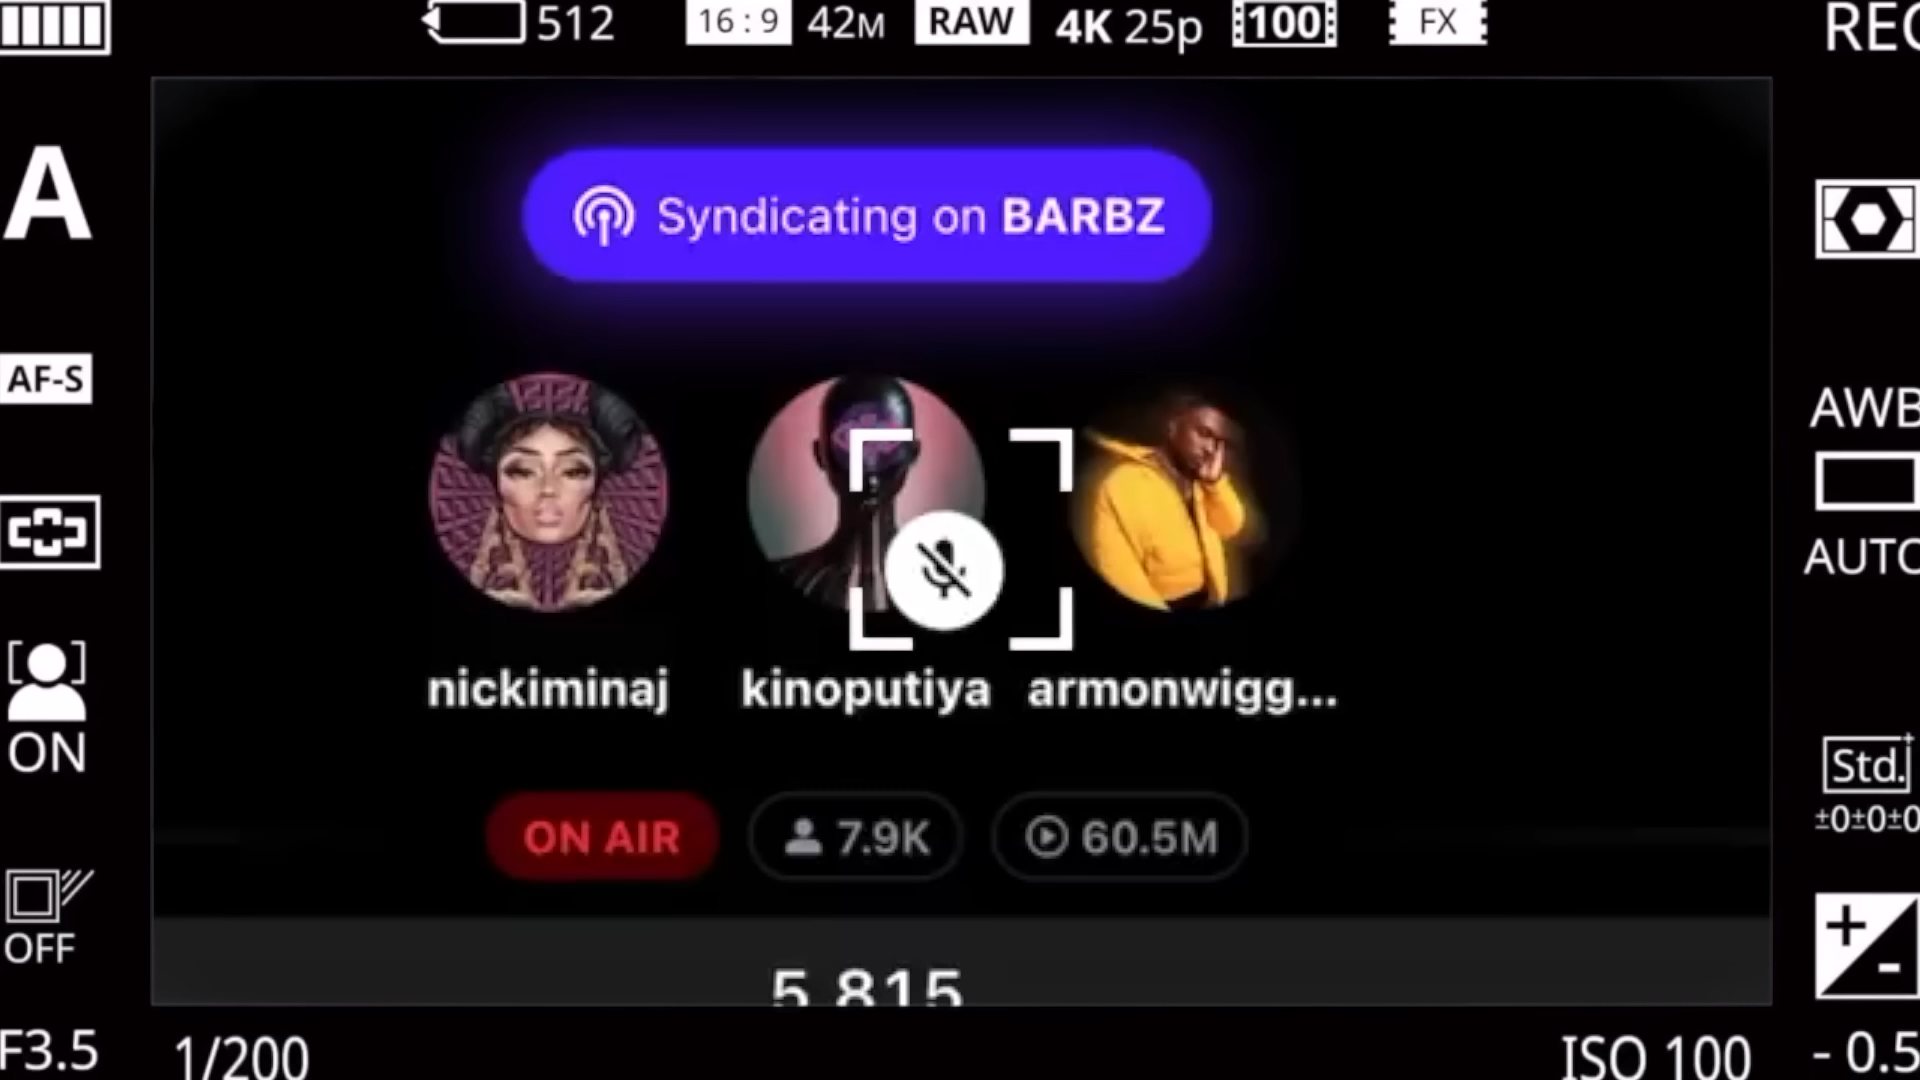 512 16:9 42M RAW 4K 25p 100 FX REC
A
Syndicating on BARBZ
AF-S
AWB
AUTO
nickiminaj kinoputiya armonwigg...
ON
Std.+
±0±0±0
ON AIR 7.9K 60.5M
OFF
+ -
5,815
F3.5 1/200 ISO 100 - 0.5